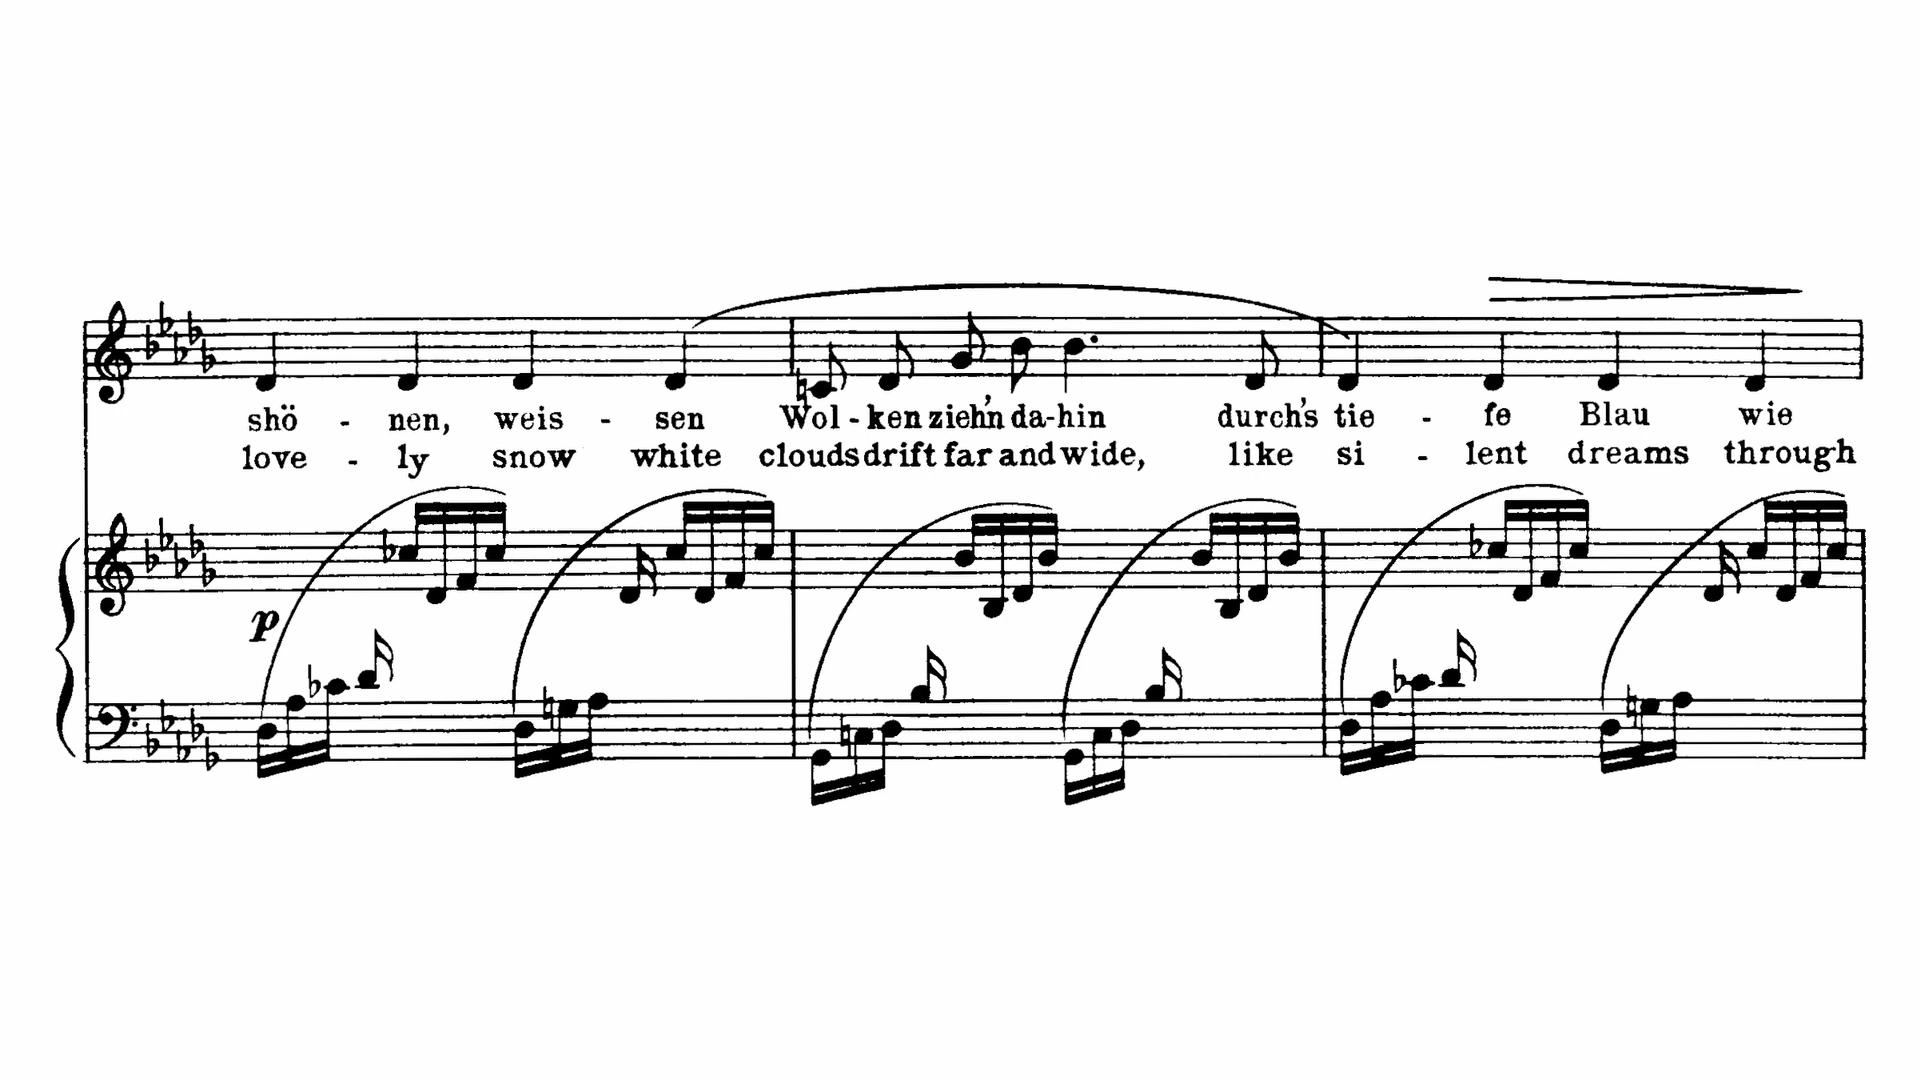 shö - nen, weis - sen Wol - ken zieh'n da - hin durch's tie - fe Blau wie
love - ly snow white clouds drift far and wide, like si - lent dreams through
p